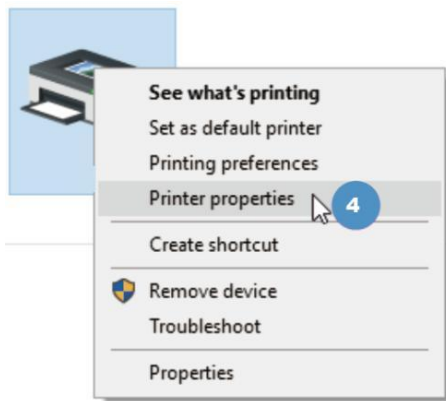 See what's printing
Set as default printer
Printing preferences
Printer properties 4
Create shortcut
Remove device
Troubleshoot
Properties